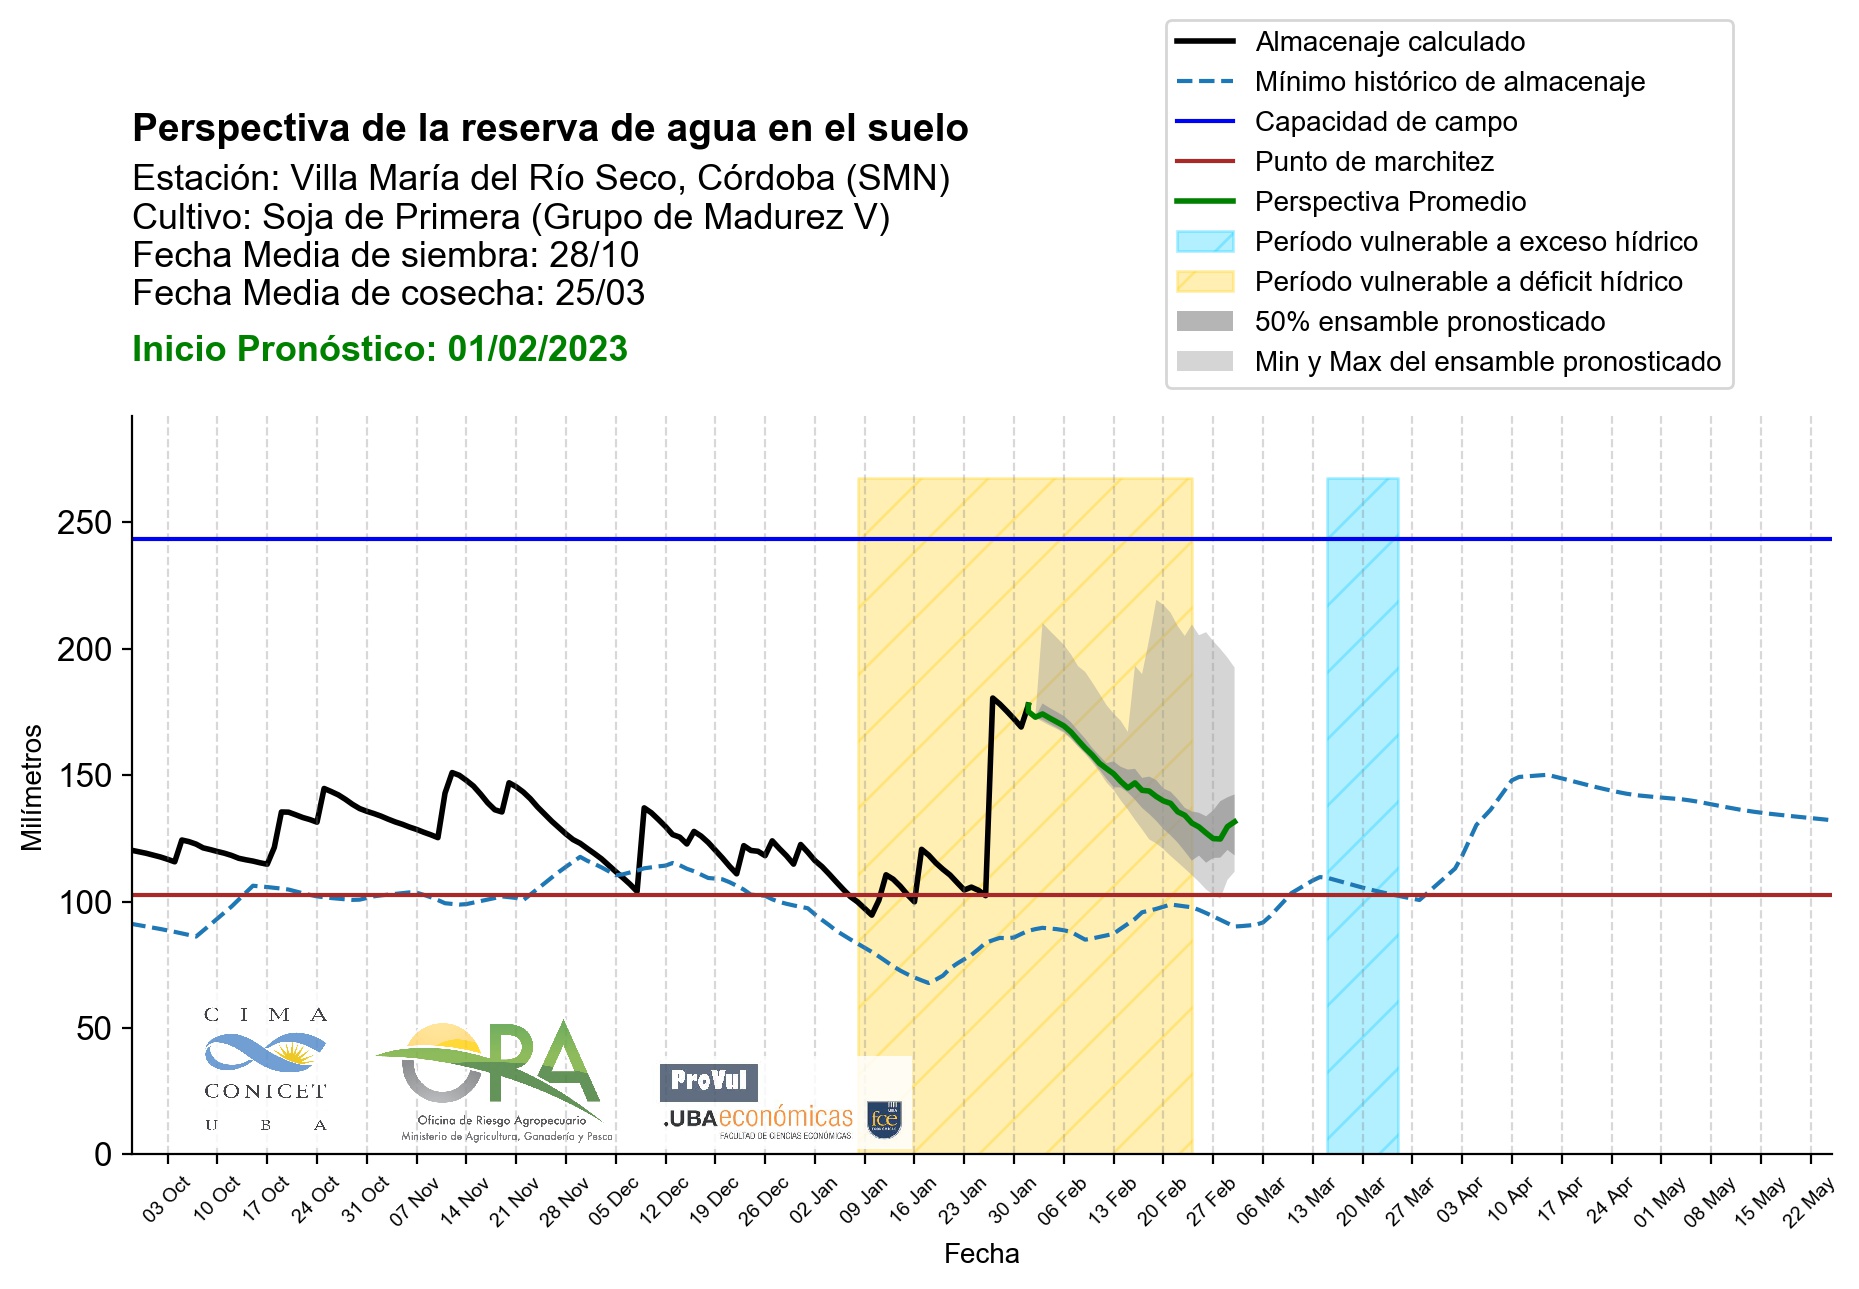 Almacenaje calculado
Mínimo histórico de almacenaje
Capacidad de campo
Punto de marchitez
Perspectiva Promedio
Período vulnerable a exceso hídrico
Período vulnerable a déficit hídrico
50% ensamble pronosticado
Min y Max del ensamble pronosticado
Perspectiva de la reserva de agua en el suelo
Estación: Villa María del Río Seco, Córdoba (SMN)
Cultivo: Soja de Primera (Grupo de Madurez V)
Fecha Media de siembra: 28/10
Fecha Media de cosecha: 25/03
Inicio Pronóstico: 01/02/2023
250
200
150
100
50
0
Milímetros
CIMA
CONICET
UBA
ORA
Oficina de Riesgo Agropecuario
Ministerio de Agricultura, Ganadería y Pesca
ProVul
.UBAeconómicas
FACULTAD DE CIENCIAS ECONÓMICAS
fce
03 Oct 10 Oct 17 Oct 24 Oct 31 Oct 07 Nov 14 Nov 21 Nov 28 Nov 05 Dec 12 Dec 19 Dec 26 Dec 02 Jan 09 Jan 16 Jan 23 Jan 30 Jan 06 Feb 13 Feb 20 Feb 27 Feb 06 Mar 13 Mar 20 Mar 27 Mar 03 Apr 10 Apr 17 Apr 24 Apr 01 May 08 May 15 May 22 May
Fecha